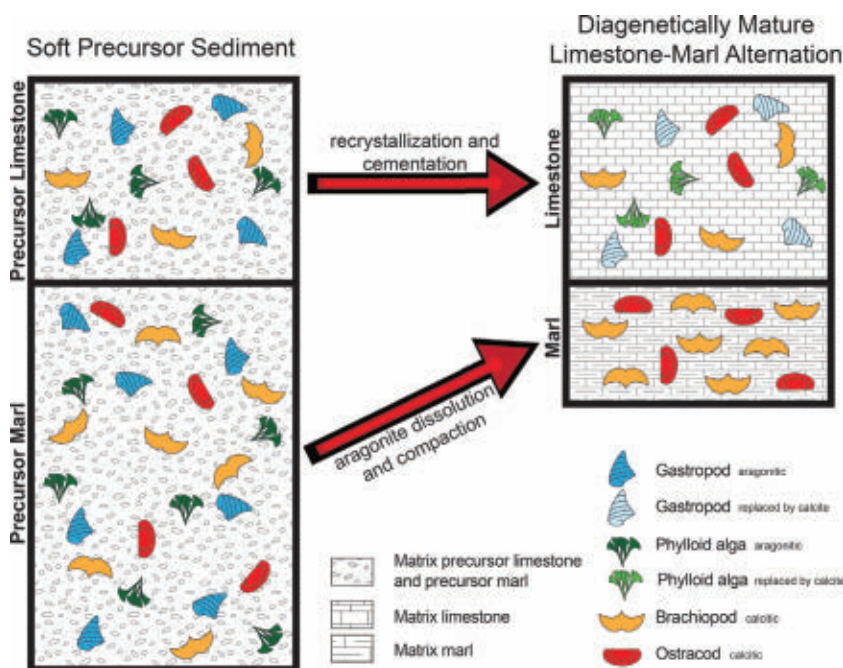 Soft Precursor Sediment
Diagenetically Mature
Limestone-Marl Alternation
Precursor Limestone
recrystallization and
cementation
Limestone
Precursor Marl
aragonite dissolution
and compaction
Marl
Matrix precursor limestone
and precursor marl
Matrix limestone
Matrix marl
Gastropod aragonitic
Gastropod replaced by calcite
Phylloid alga aragonitic
Phylloid alga replaced by calcite
Brachiopod calcitic
Ostracod calcitic